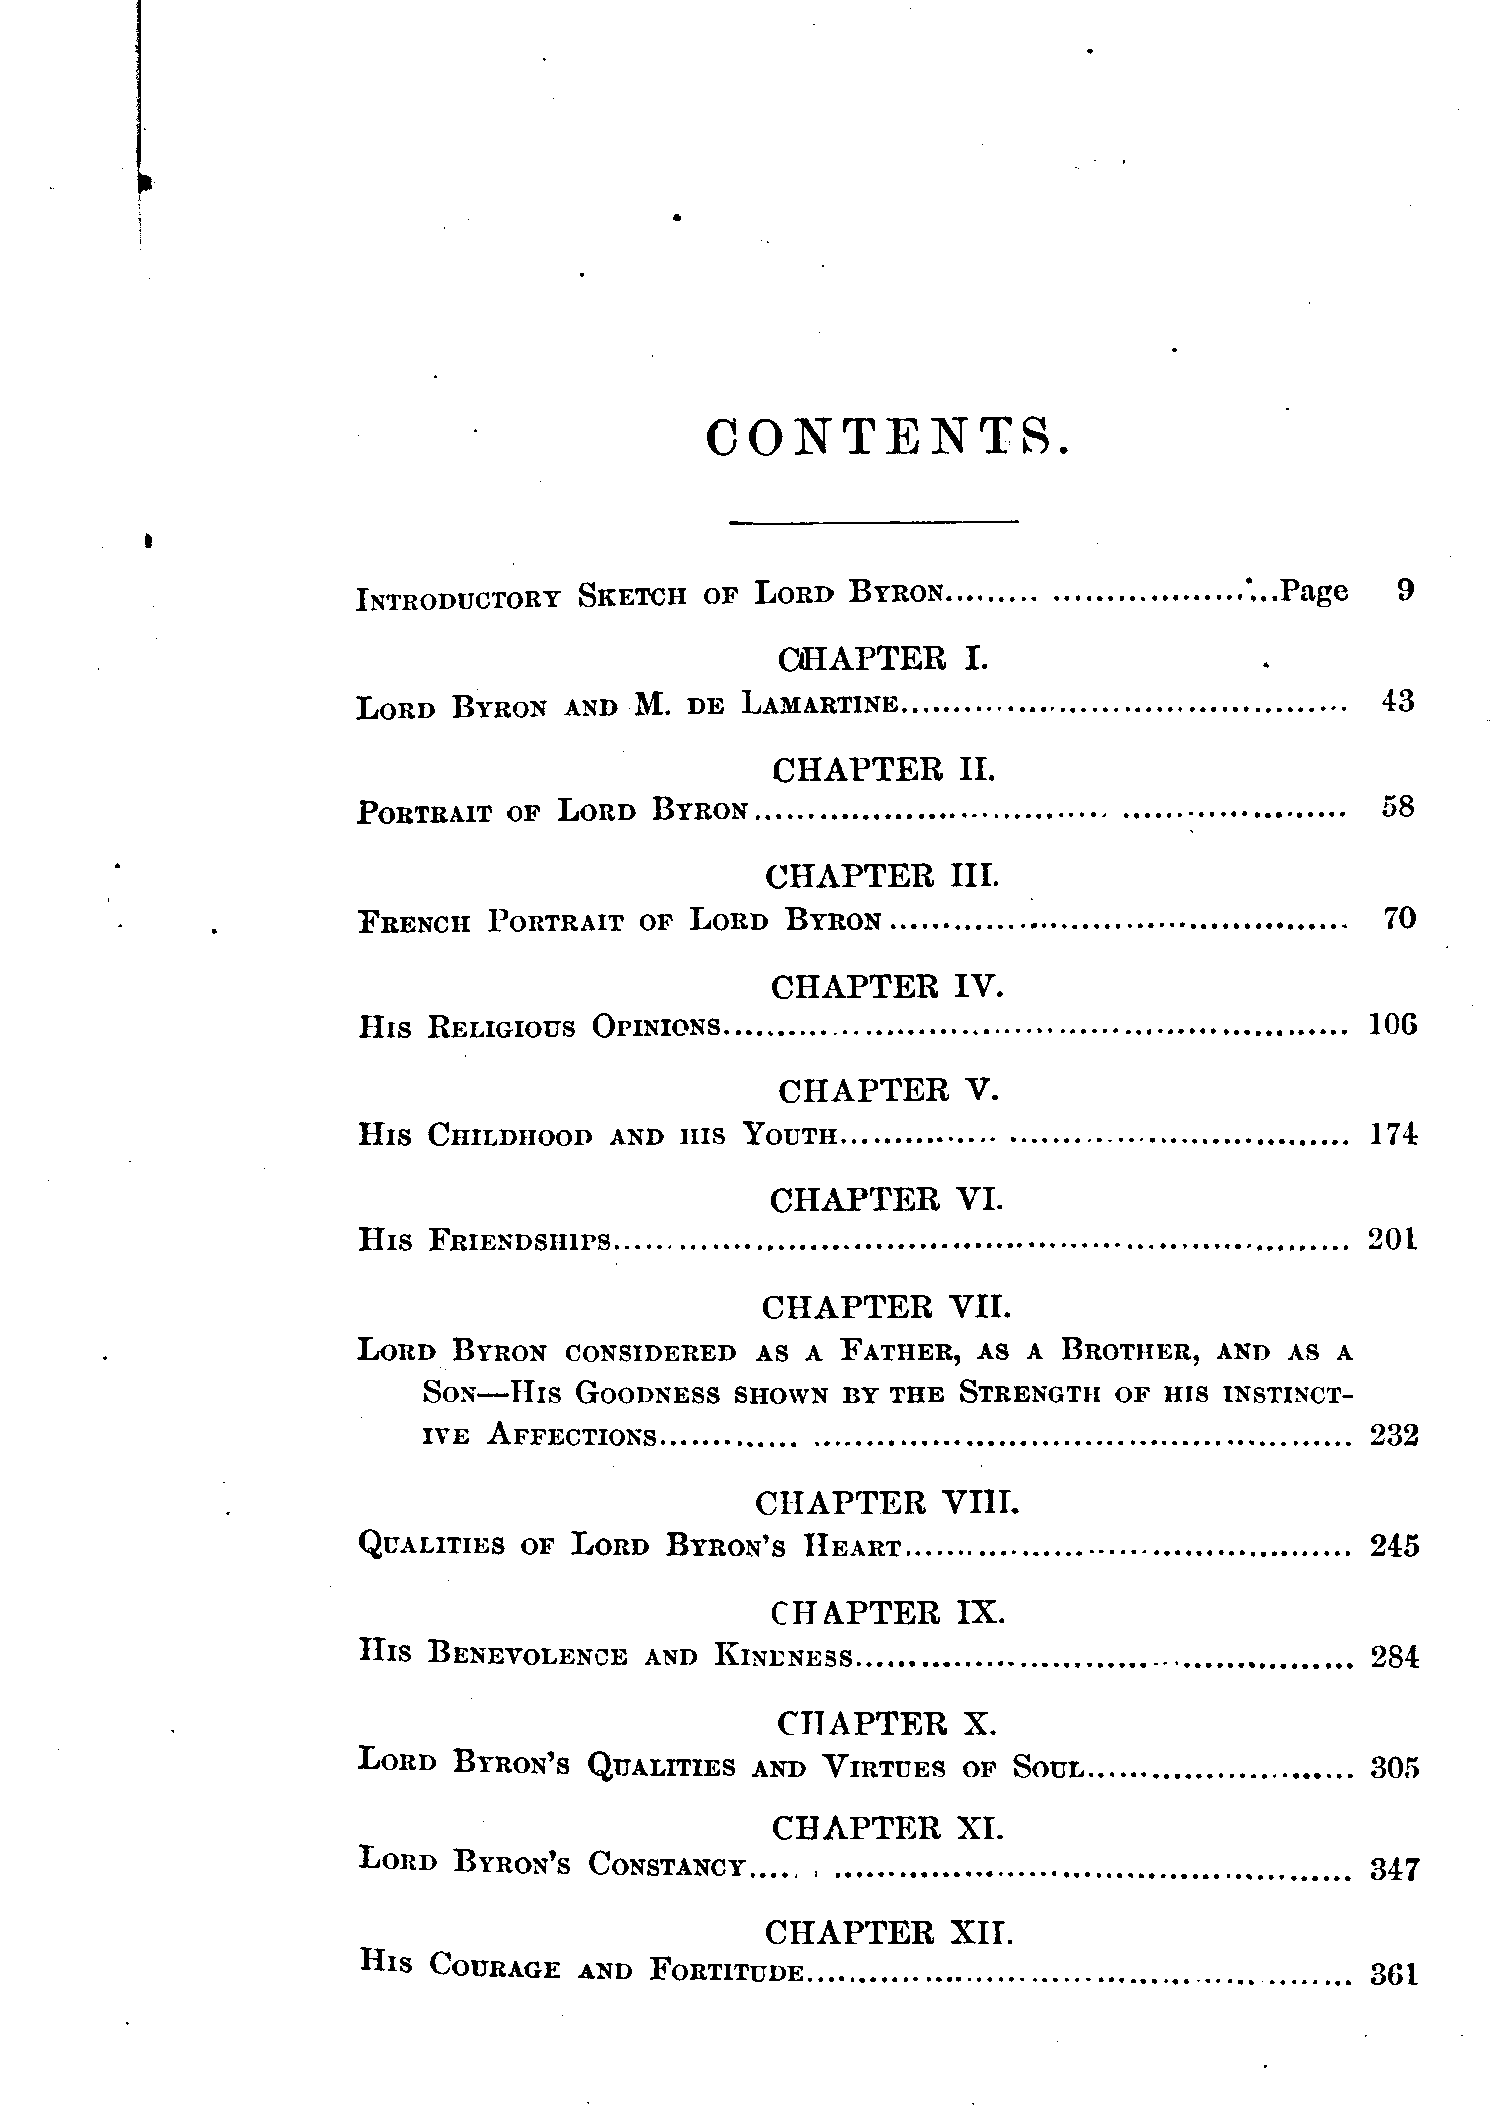 CONTENTS.
Introductory Sketch of Lord Byron..............................Page 9
CHAPTER I.
Lord Byron and M. de Lamartine.......................................... 43
CHAPTER II.
Portrait of Lord Byron...................................................... 58
CHAPTER III.
French Portrait of Lord Byron........................................... 70
CHAPTER IV.
His Religious Opinions........................................................... 106
CHAPTER V.
His Childhood and his Youth............................................... 174
CHAPTER VI.
His Friendships..................................................................... 201
CHAPTER VII.
Lord Byron considered as a Father, as a Brother, and as a
Son—His Goodness shown by the Strength of his instinct-
ive Affections................................................................ 232
CHAPTER VIII.
Qualities of Lord Byron's Heart.......................................... 245
CHAPTER IX.
His Benevolence and Kindness............................................... 284
CHAPTER X.
Lord Byron's Qualities and Virtues of Soul......................... 305
CHAPTER XI.
Lord Byron's Constancy...................................................... 347
CHAPTER XII.
His Courage and Fortitude................................................... 361